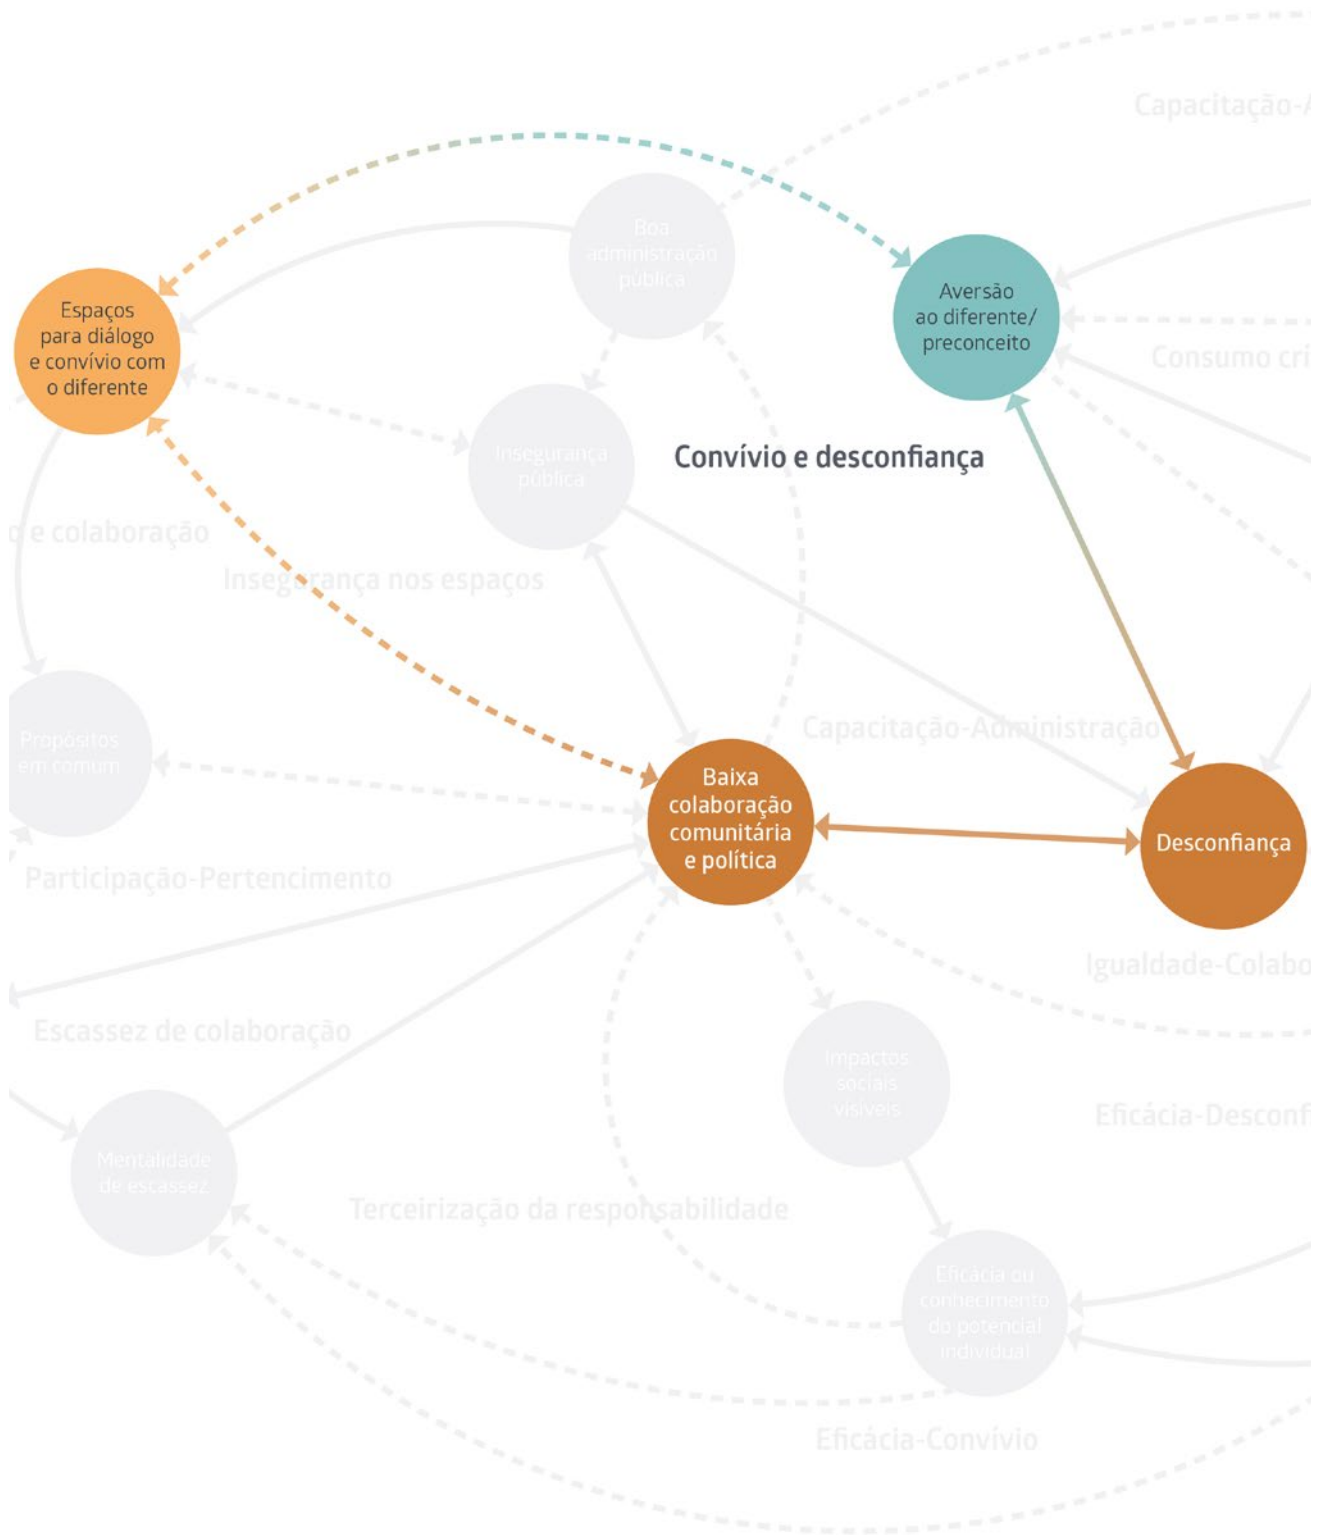 Capacitação-A
Boa
administração
pública
Espaços
para diálogo
e convívio com
o diferente
Aversão
ao diferente/
preconceito
Consumo crí
Insegurança
pública
Convívio e desconfiança
o e colaboração
Insegurança nos espaços
Propósitos
em comum
Capacitação-Administração
Baixa
colaboração
comunitária
e política
Desconfiança
Participação-Pertencimento
Igualdade-Colabo
Escassez de colaboração
Impactos
sociais
visíveis
Eficácia-Desconf
Mentalidade
de escassez
Terceirização da responsabilidade
Eficácia ou
conhecimento
do potencial
individual
Eficácia-Convívio